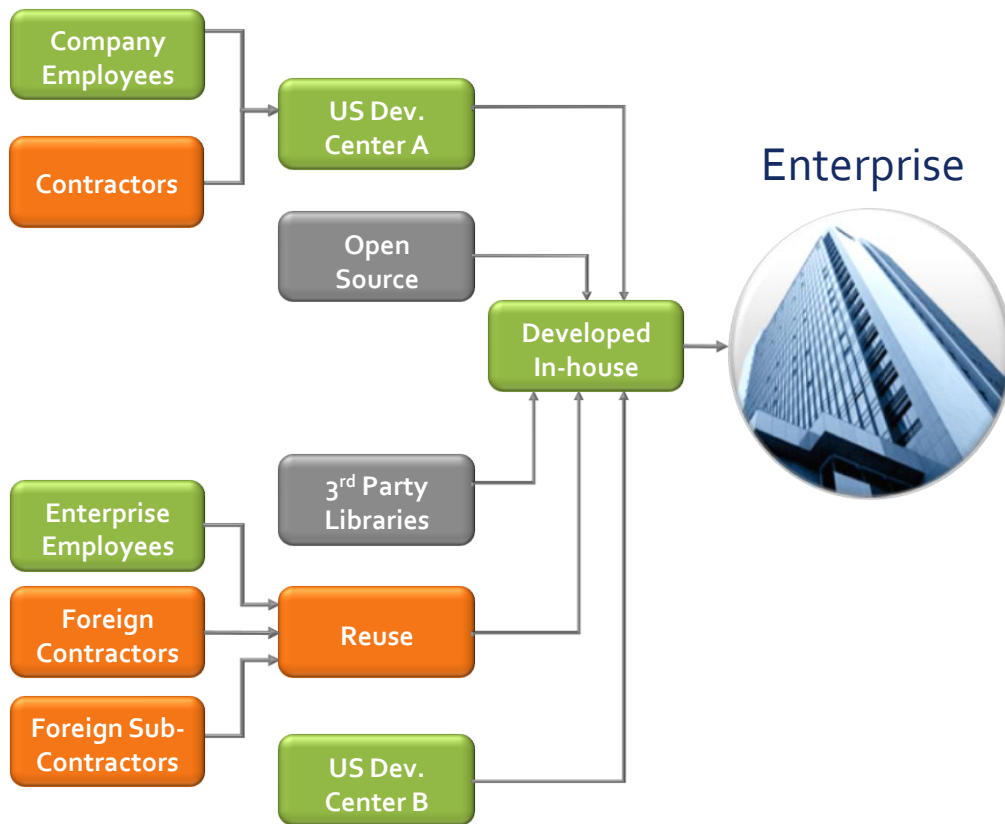 Company
Employees
Contractors
US Dev.
Center A
Open
Source
Enterprise
Developed
In-house
3rd Party
Libraries
Enterprise
Employees
Foreign
Contractors
Reuse
Foreign Sub-
Contractors
US Dev.
Center B